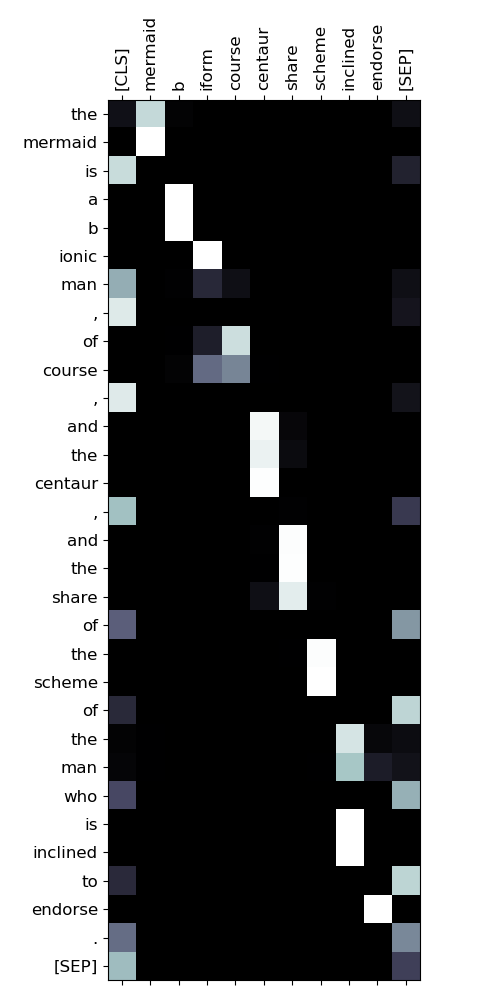 [CLS] mermaid b iform course centaur share scheme inclined endorse [SEP]
the
mermaid
is
a
b
ionic
man
,
of
course
,
and
the
centaur
,
and
the
share
of
the
scheme
of
the
man
who
is
inclined
to
endorse
.
[SEP]